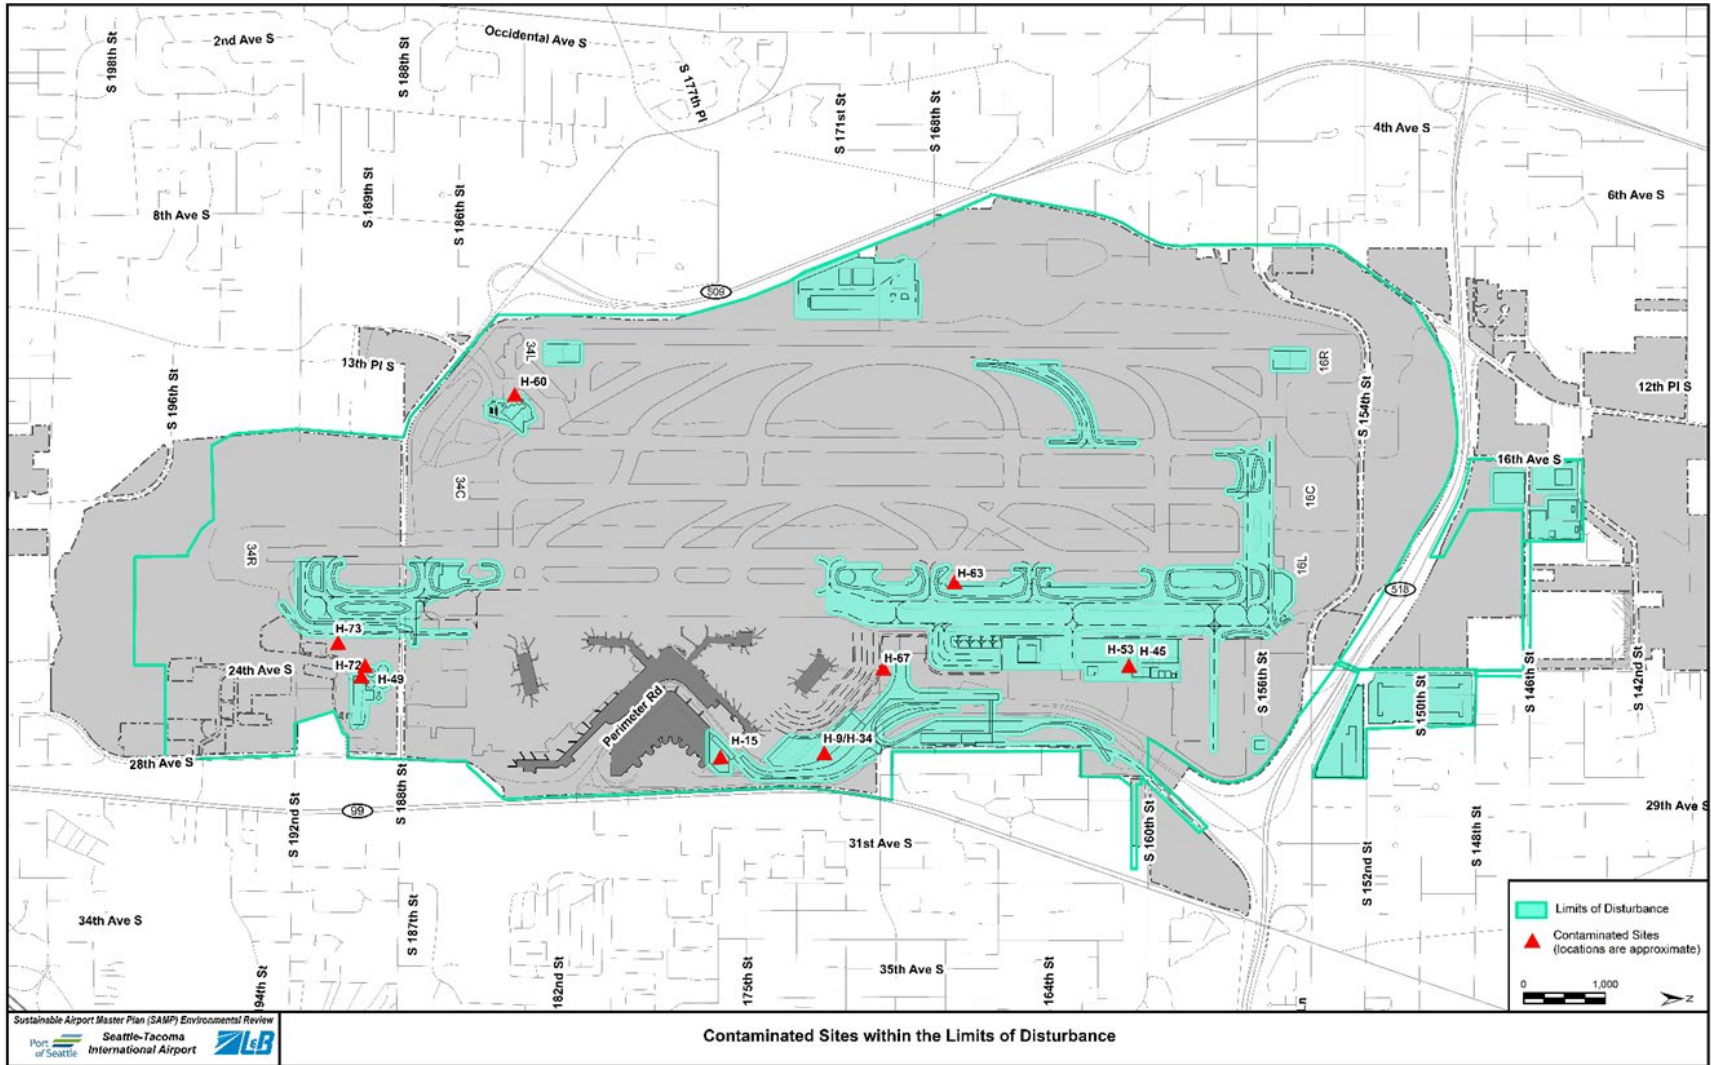 2nd Ave S
Occidental Ave S
S 198th St
S 188th St
S 177th Pl
S 171st St
S 168th St
4th Ave S
S 189th St
S 186th St
8th Ave S
6th Ave S
509
34L
16R
13th Pl S
H-60
S 196th St
S 154th St
12th Pl S
16th Ave S
34C
16C
34R
16L
H-63
518
H-73
H-72
24th Ave S
H-49
H-67
H-53
H-45
S 156th St
S 150th St
S 146th St
S 142nd St
Perimeter Rd
H-15
H-9/H-34
28th Ave S
S 192nd St
99
S 188th St
31st Ave S
S 160th St
S 152nd St
S 148th St
29th Ave S
34th Ave S
S 187th St
194th St
182nd St
175th St
35th Ave S
164th St
Limits of Disturbance
Contaminated Sites
(locations are approximate)
0 1,000
N
Sustainable Airport Master Plan (SAMP) Environmental Review
Port
of Seattle
Seattle-Tacoma
International Airport
L&B
Contaminated Sites within the Limits of Disturbance